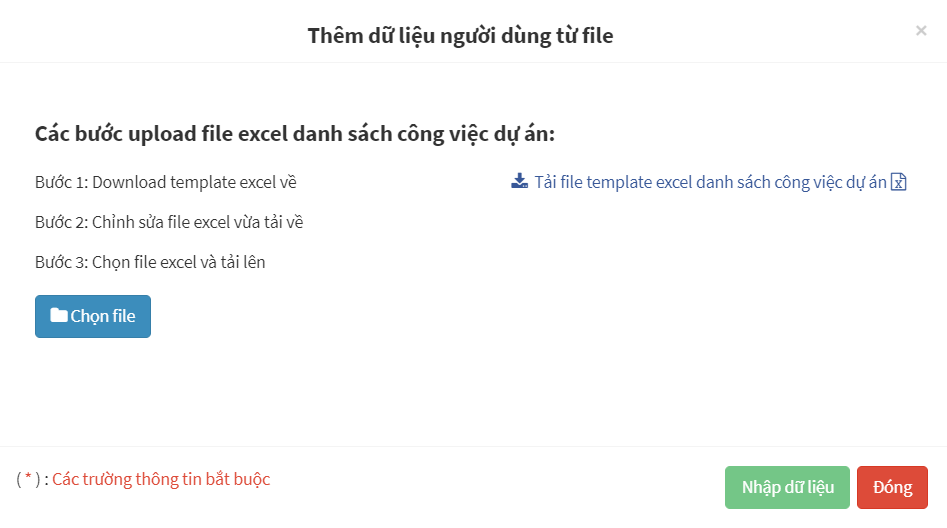 Thêm dữ liệu người dùng từ file
×
Các bước upload file excel danh sách công việc dự án:
Bước 1: Download template excel về
Tải file template excel danh sách công việc dự án
Bước 2: Chỉnh sửa file excel vừa tải về
Bước 3: Chọn file excel và tải lên
Chọn file
( * ) : Các trường thông tin bắt buộc
Nhập dữ liệu
Đóng